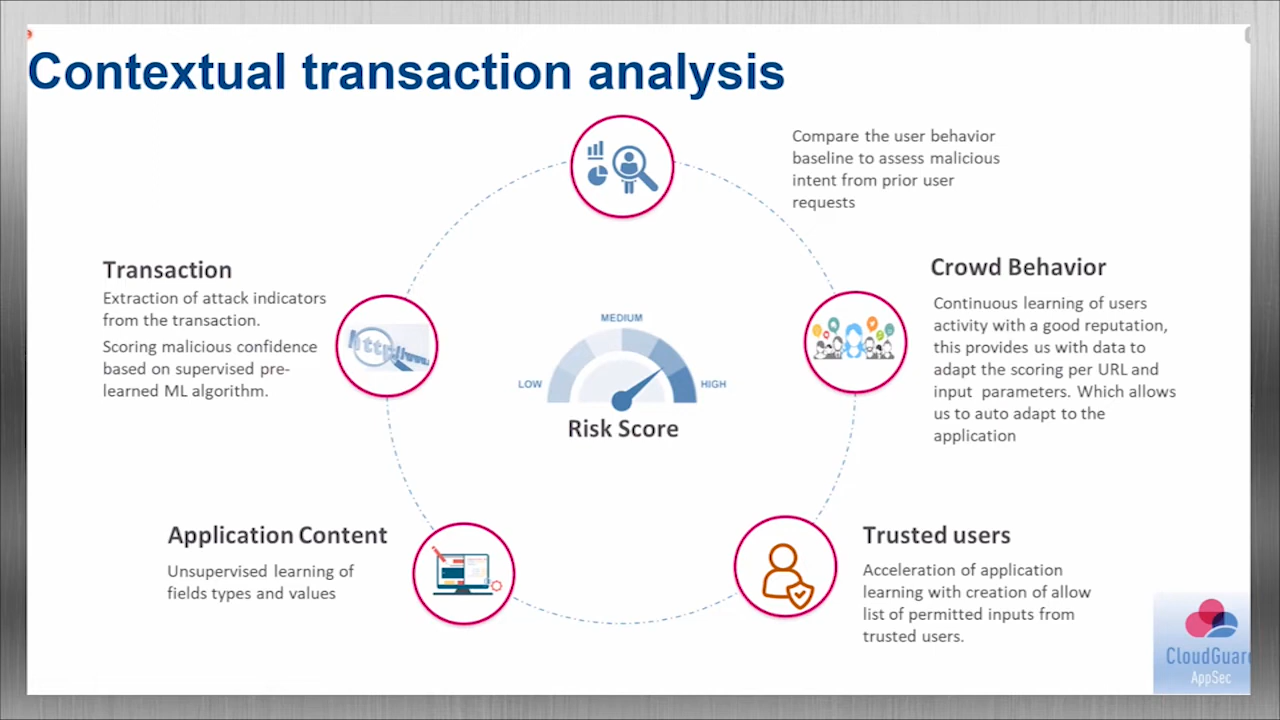 Contextual transaction analysis
Compare the user behavior
baseline to assess malicious
intent from prior user
requests
Transaction
Extraction of attack indicators
from the transaction.
Scoring malicious confidence
based on supervised pre-
learned ML algorithm.
http://www.
Crowd Behavior
Continuous learning of users
activity with a good reputation,
this provides us with data to
adapt the scoring per URL and
input parameters. Which allows
us to auto adapt to the
application
MEDIUM
LOW
HIGH
Risk Score
Application Content
Unsupervised learning of
fields types and values
Trusted users
Acceleration of application
learning with creation of allow
list of permitted inputs from
trusted users.
CloudGuard
AppSec